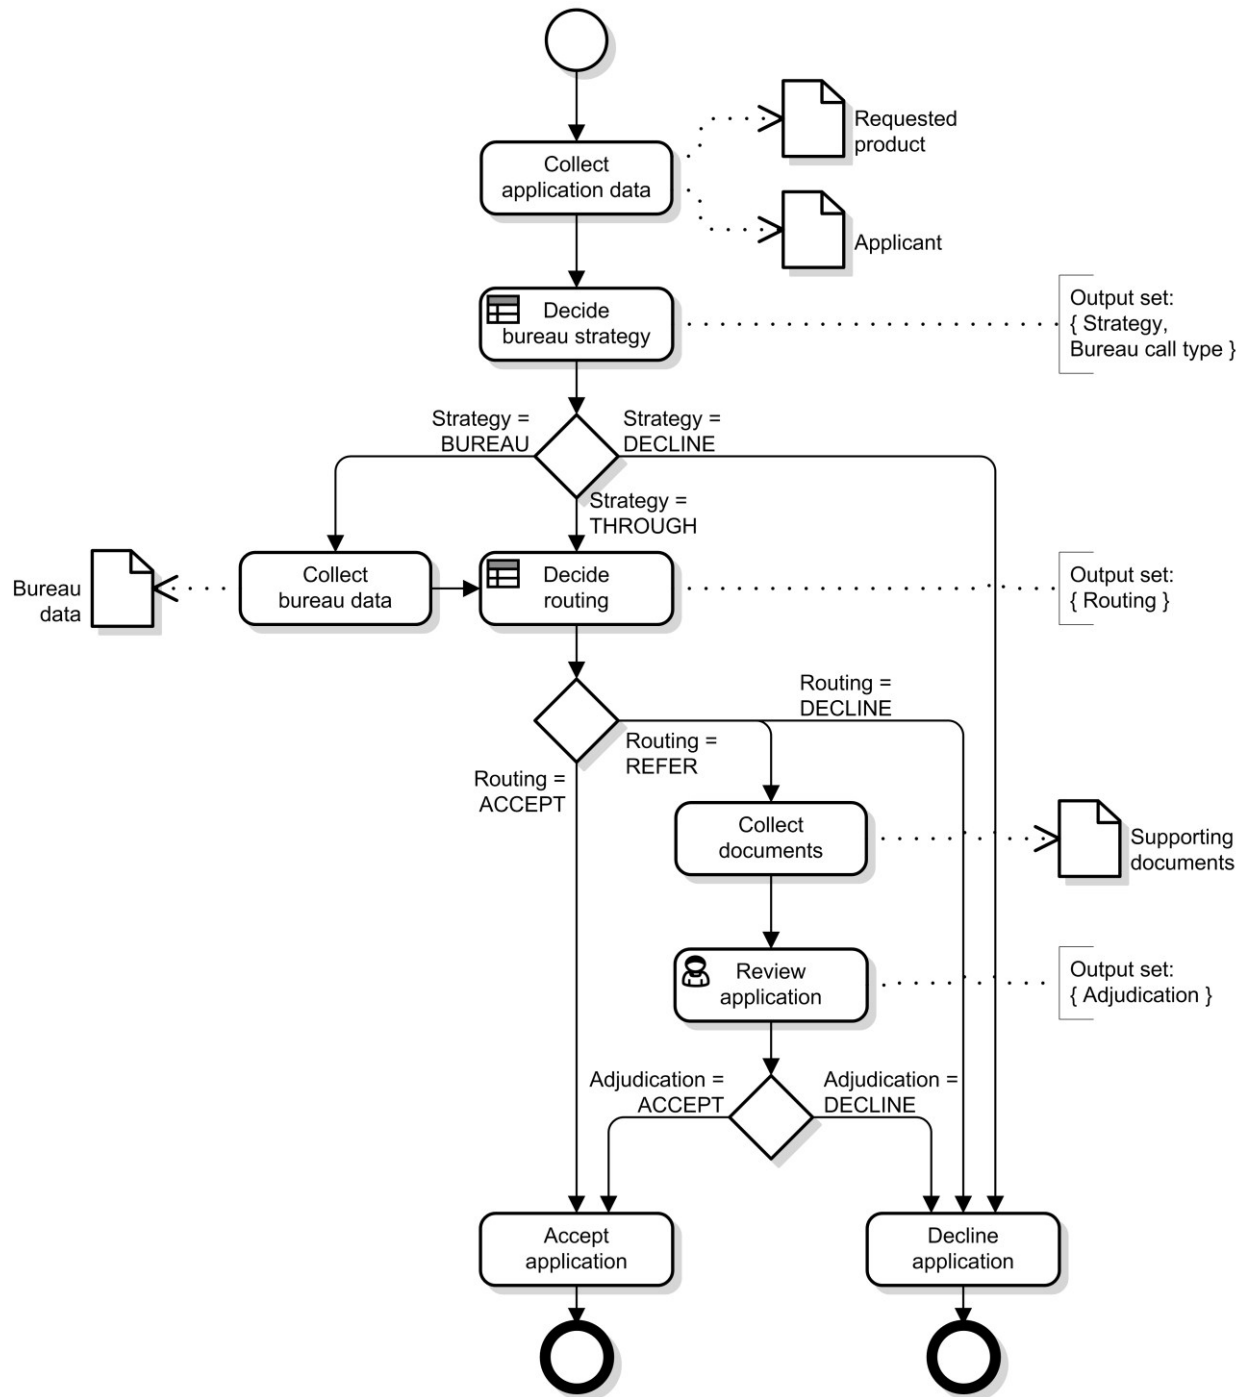 Requested
product
Collect
application data
Applicant
Decide
bureau strategy
Output set:
{ Strategy,
Bureau call type }
Strategy =
BUREAU
Strategy =
DECLINE
Strategy =
THROUGH
Bureau
data
Collect
bureau data
Decide
routing
Output set:
{ Routing }
Routing =
DECLINE
Routing =
REFER
Routing =
ACCEPT
Collect
documents
Supporting
documents
Review
application
Output set:
{ Adjudication }
Adjudication =
ACCEPT
Adjudication =
DECLINE
Accept
application
Decline
application